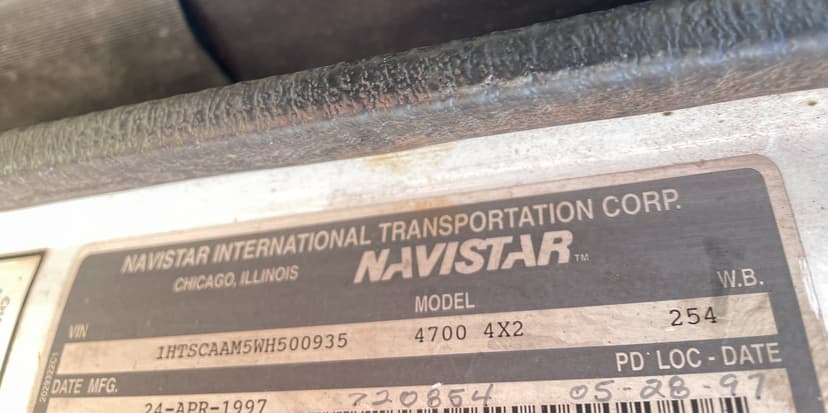 NAVISTAR INTERNATIONAL TRANSPORTATION CORP.
CHICAGO, ILLINOIS NAVISTAR™
VIN MODEL W.B.
1HTSCAAM5WH500935 4700 4X2 254
DATE MFG. PD LOC - DATE
24-APR-1997 720854 05-28-97